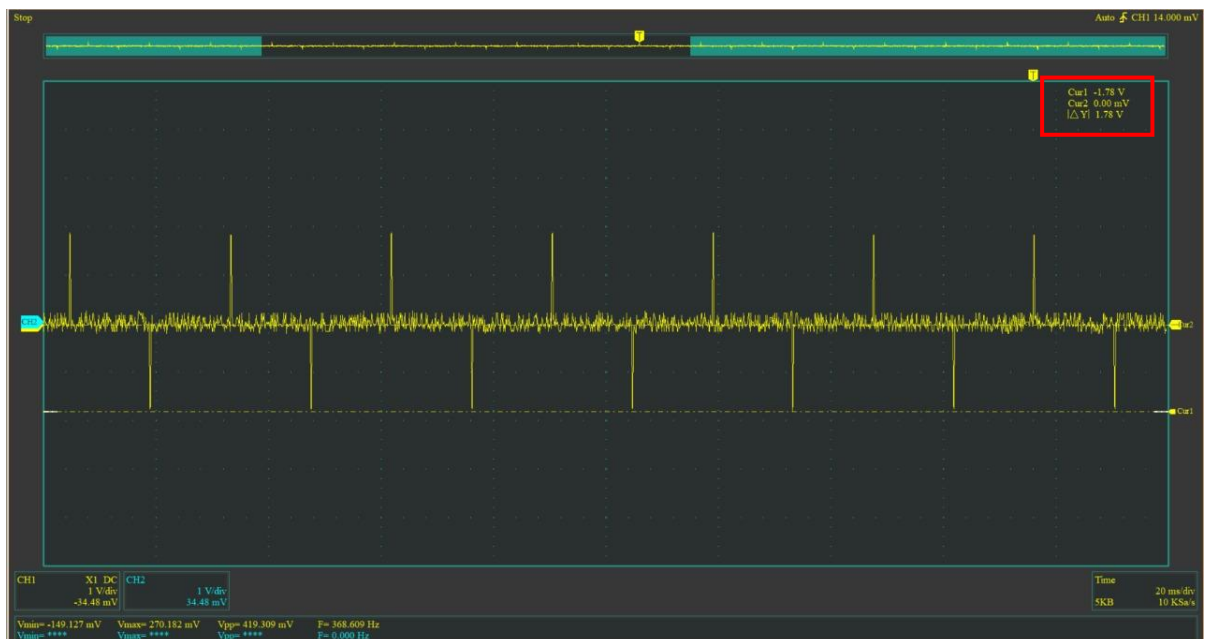 Stop
Auto CH1 14.000 mV
T
T
Cur1 -1.78 V
Cur2 0.00 mV
|△Y| 1.78 V
CH2
Cur2
Cur1
CH1 X1 DC
1 V/div
-34.48 mV
CH2
1 V/div
34.48 mV
Time
20 ms/div
5KB 10 KSa/s
Vmin= -149.127 mV Vmax= 270.182 mV Vpp= 419.309 mV F= 368.609 Hz
Vmin= **** Vmax= **** Vpp= **** F= 0.000 Hz